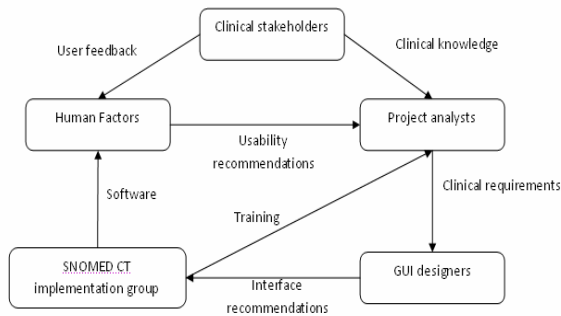 Clinical stakeholders
User feedback
Clinical knowledge
Human Factors
Project analysts
Usability
recommendations
Clinical requirements
Software
Training
SNOMED CT
implementation group
GUI designers
Interface
recommendations